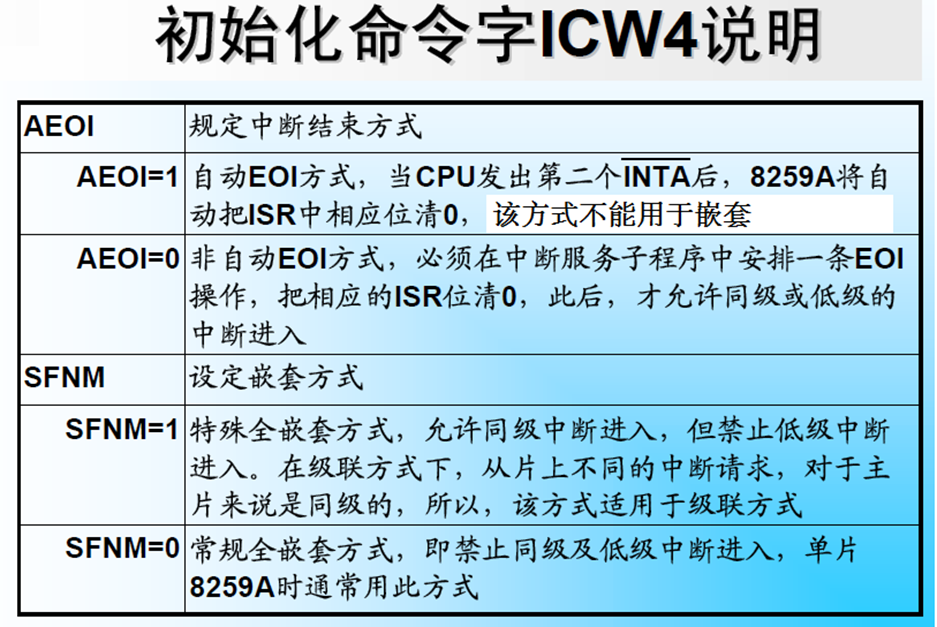 初始化命令字ICW4说明
AEOI 规定中断结束方式
AEOI=1 自动EOI方式，当CPU发出第二个INTA后，8259A将自
动把ISR中相应位清0，该方式不能用于嵌套
AEOI=0 非自动EOI方式，必须在中断服务子程序中安排一条EOI
操作，把相应的ISR位清0，此后，才允许同级或低级的
中断进入
SFNM 设定嵌套方式
SFNM=1 特殊全嵌套方式，允许同级中断进入，但禁止低级中断
进入。在级联方式下，从片上不同的中断请求，对于主
片来说是同级的，所以，该方式适用于级联方式
SFNM=0 常规全嵌套方式，即禁止同级及低级中断进入，单片
8259A时通常用此方式